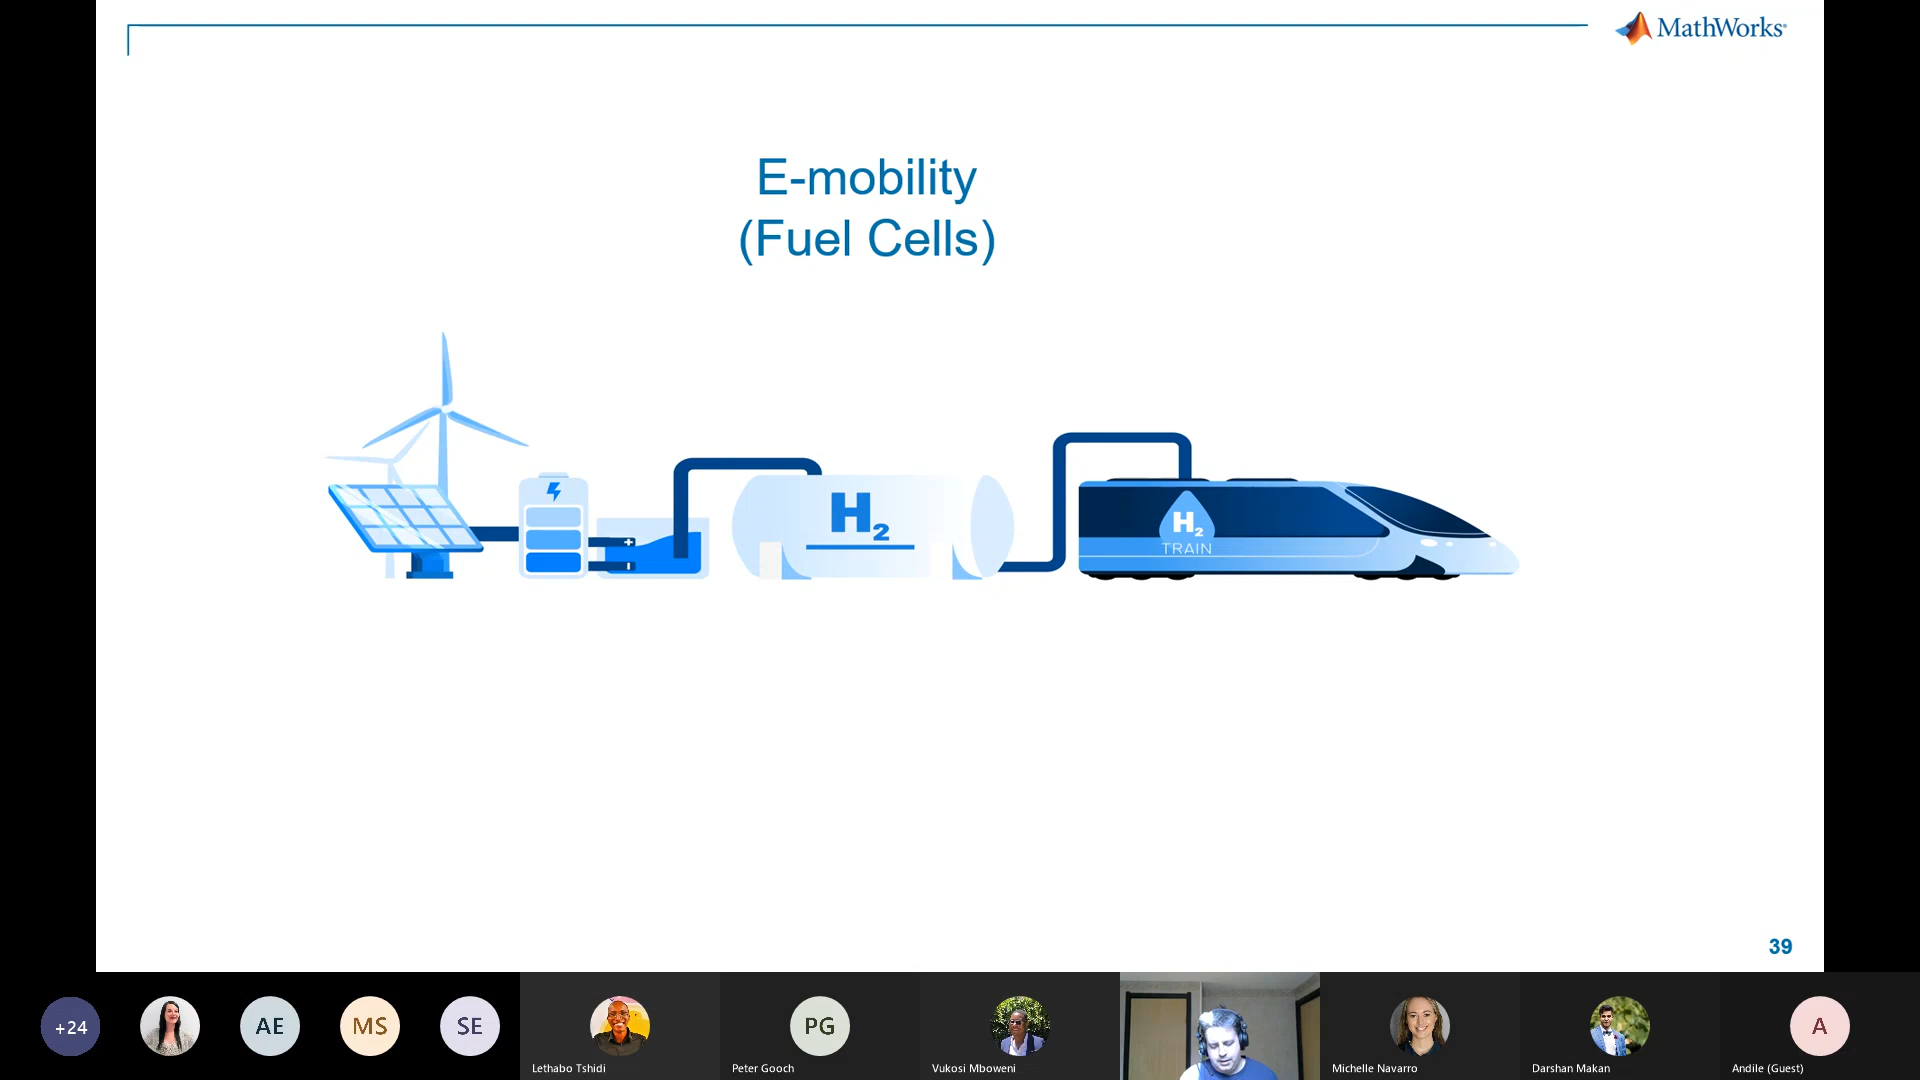 MathWorks®
E-mobility
(Fuel Cells)
H2
H2
TRAIN
39
+24
AE
MS
SE
PG
A
Lethabo Tshidi
Peter Gooch
Vukosi Mboweni
Michelle Navarro
Darshan Makan
Andile (Guest)